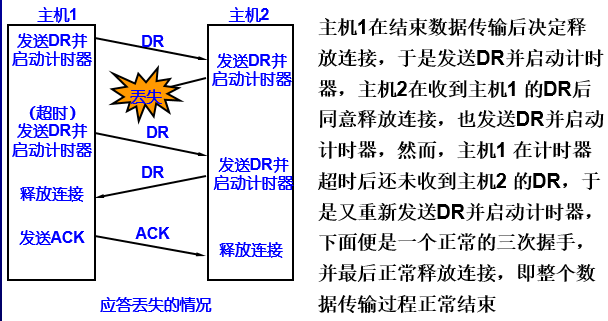 主机1
主机2
发送DR并
启动计时器
DR
发送DR并
启动计时器
丢失
(超时)
发送DR并
启动计时器
DR
发送DR并
启动计时器
DR
释放连接
发送ACK
ACK
释放连接
应答丢失的情况
主机1在结束数据传输后决定释
放连接，于是发送DR并启动计时
器，主机2在收到主机1 的DR后
同意释放连接，也发送DR并启动
计时器，然而，主机1 在计时器
超时后还未收到主机2 的DR，于
是又重新发送DR并启动计时器，
下面便是一个正常的三次握手，
并最后正常释放连接，即整个数
据传输过程正常结束